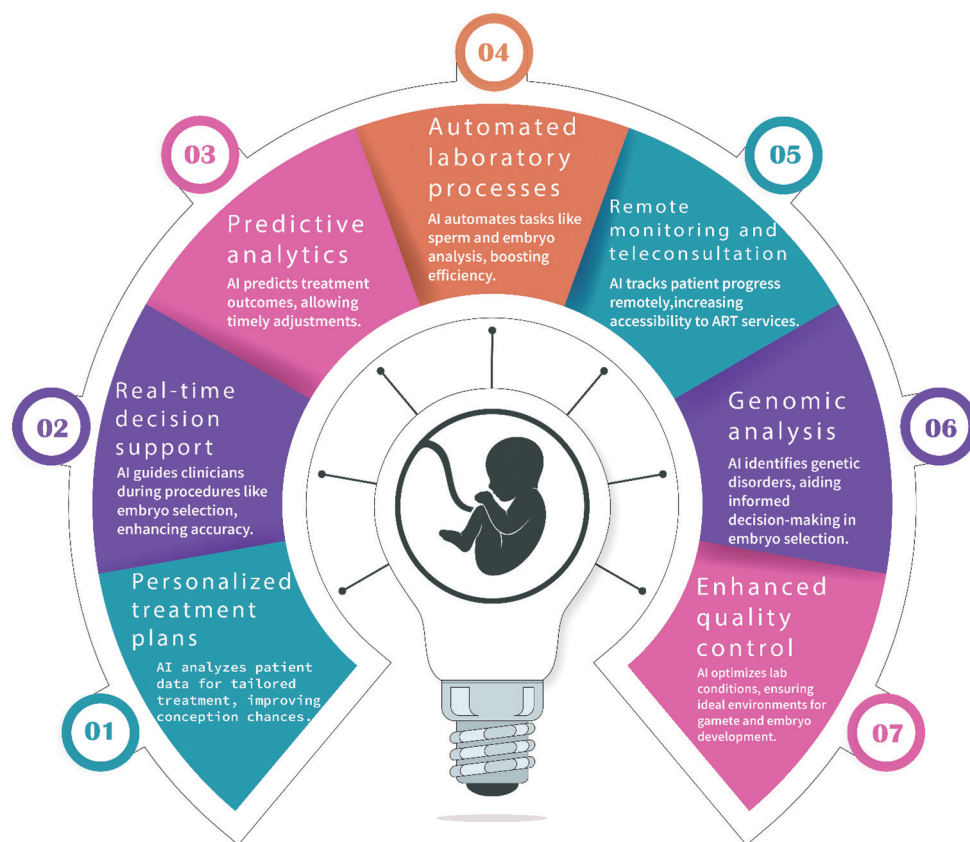 01
Personalized
treatment
plans
AI analyzes patient
data for tailored
treatment, improving
conception chances.
02
Real-time
decision
support
AI guides clinicians
during procedures like
embryo selection,
enhancing accuracy.
03
Predictive
analytics
AI predicts treatment
outcomes, allowing
timely adjustments.
04
Automated
laboratory
processes
AI automates tasks like
sperm and embryo
analysis, boosting
efficiency.
05
Remote
monitoring and
teleconsultation
AI tracks patient progress
remotely,increasing
accessibility to ART services.
06
Genomic
analysis
AI identifies genetic
disorders, aiding
informed
decision-making in
embryo selection.
07
Enhanced
quality
control
AI optimizes lab
conditions, ensuring
ideal environments for
gamete and embryo
development.